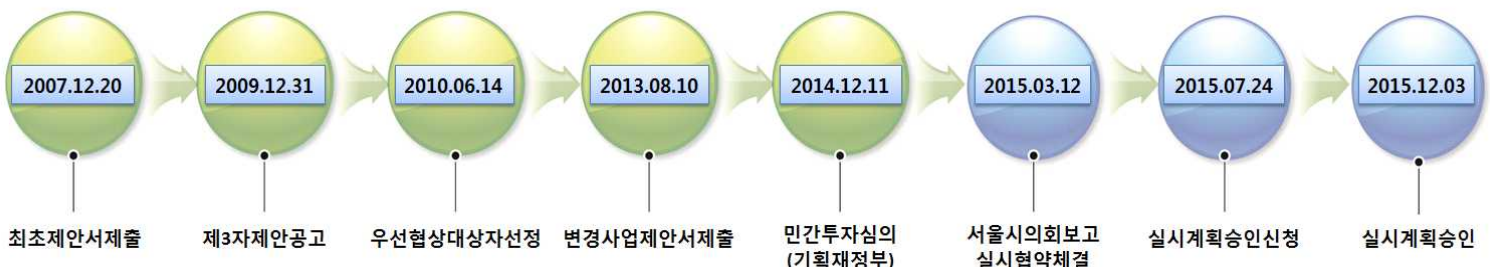 2007.12.20
2009.12.31
2010.06.14
2013.08.10
2014.12.11
2015.03.12
2015.07.24
2015.12.03
최초제안서제출
제3자제안공고
우선협상대상자선정
변경사업제안서제출
민간투자심의
(기획재정부)
서울시의회보고
실시협약체결
실시계획승인신청
실시계획승인